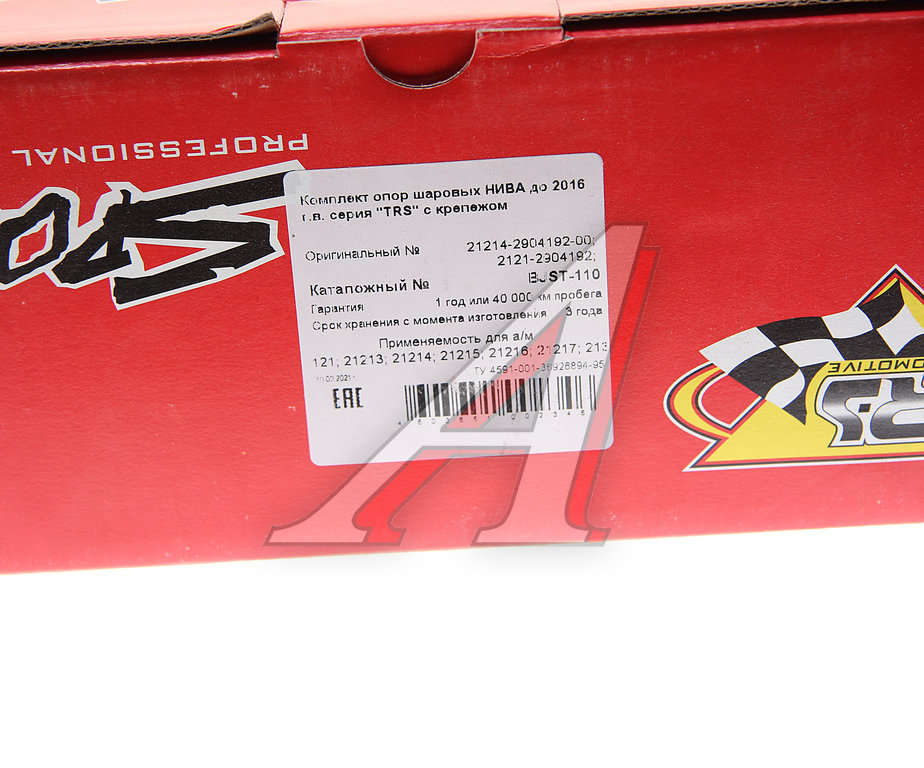 PROFESSIONAL
Комплект опор шаровых НИВА до 2016
г.в. серия "TRS" с крепежом
Оригинальный № 21214-2904192-00;
2121-2904192;
Каталожный № BJST-110
Гарантия 1 год или 40 000 км пробега
Срок хранения с момента изготовления 3 года
Применяемость для а/м
121; 21213; 21214; 21215; 21216; 21217; 213
ТУ 4591-001-36926894-95
EAC